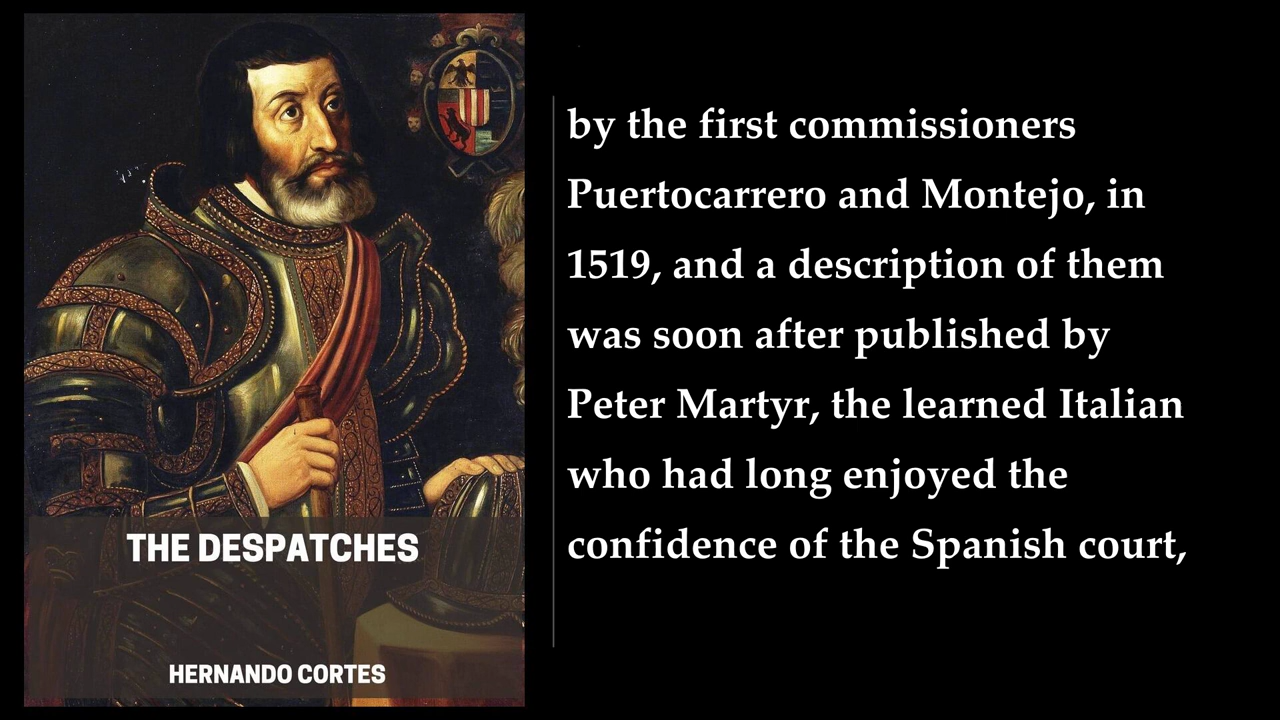 THE DESPATCHES
HERNANDO CORTES
by the first commissioners
Puertocarrero and Montejo, in
1519, and a description of them
was soon after published by
Peter Martyr, the learned Italian
who had long enjoyed the
confidence of the Spanish court,